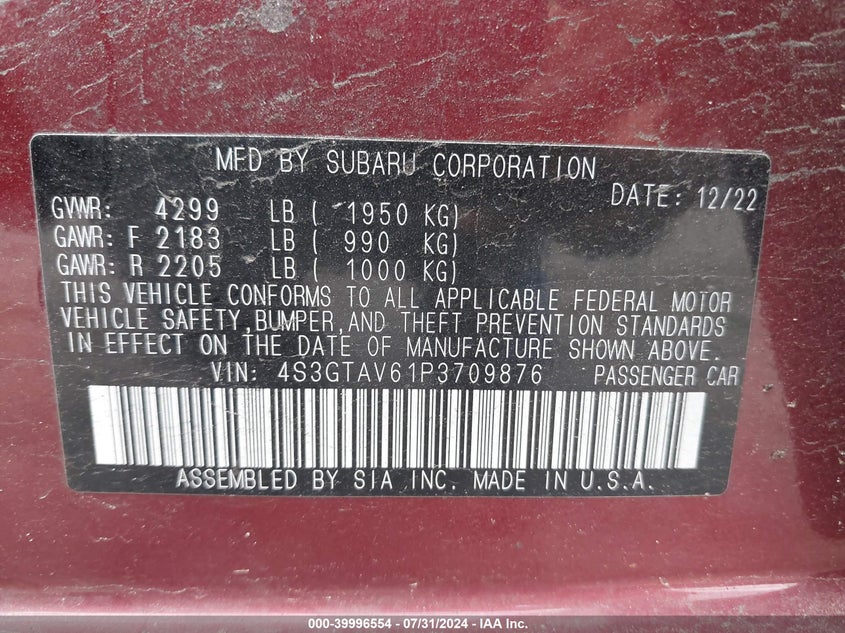 MFD BY SUBARU CORPORATION
DATE: 12/22
GVWR: 4299 LB ( 1950 KG)
GAWR: F 2183 LB ( 990 KG)
GAWR: R 2205 LB ( 1000 KG)
THIS VEHICLE CONFORMS TO ALL APPLICABLE FEDERAL MOTOR
VEHICLE SAFETY, BUMPER, AND THEFT PREVENTION STANDARDS
IN EFFECT ON THE DATE OF MANUFACTURE SHOWN ABOVE.
VIN: 4S3GTAV61P3709876 PASSENGER CAR
ASSEMBLED BY SIA INC. MADE IN U.S.A.
000-39996554 / 07/31/2024 - IAA Inc.